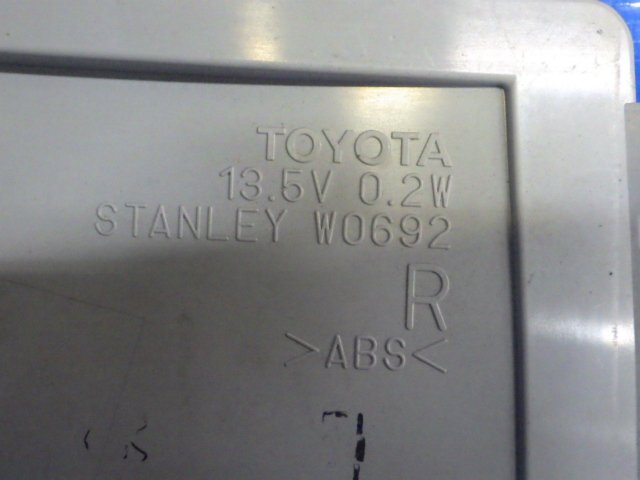 TOYOTA
13.5V 0.2W
STANLEY W0692
R
>ABS<